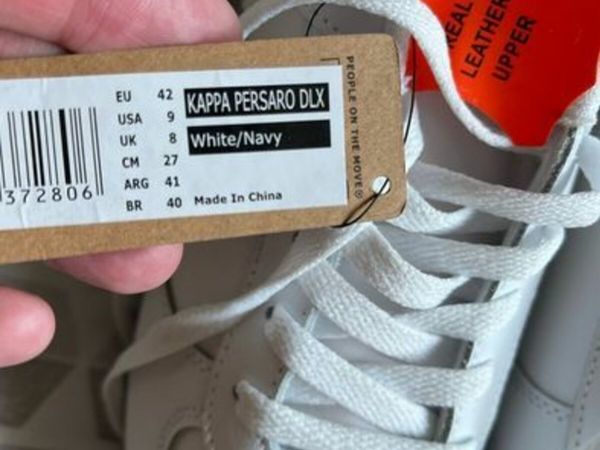 EU 42
USA 9
UK 8
CM 27
ARG 41
BR 40
KAPPA PERSARO DLX
White/Navy
Made In China
372806
PEOPLE ON THE MOVE
REAL
LEATHER
UPPER